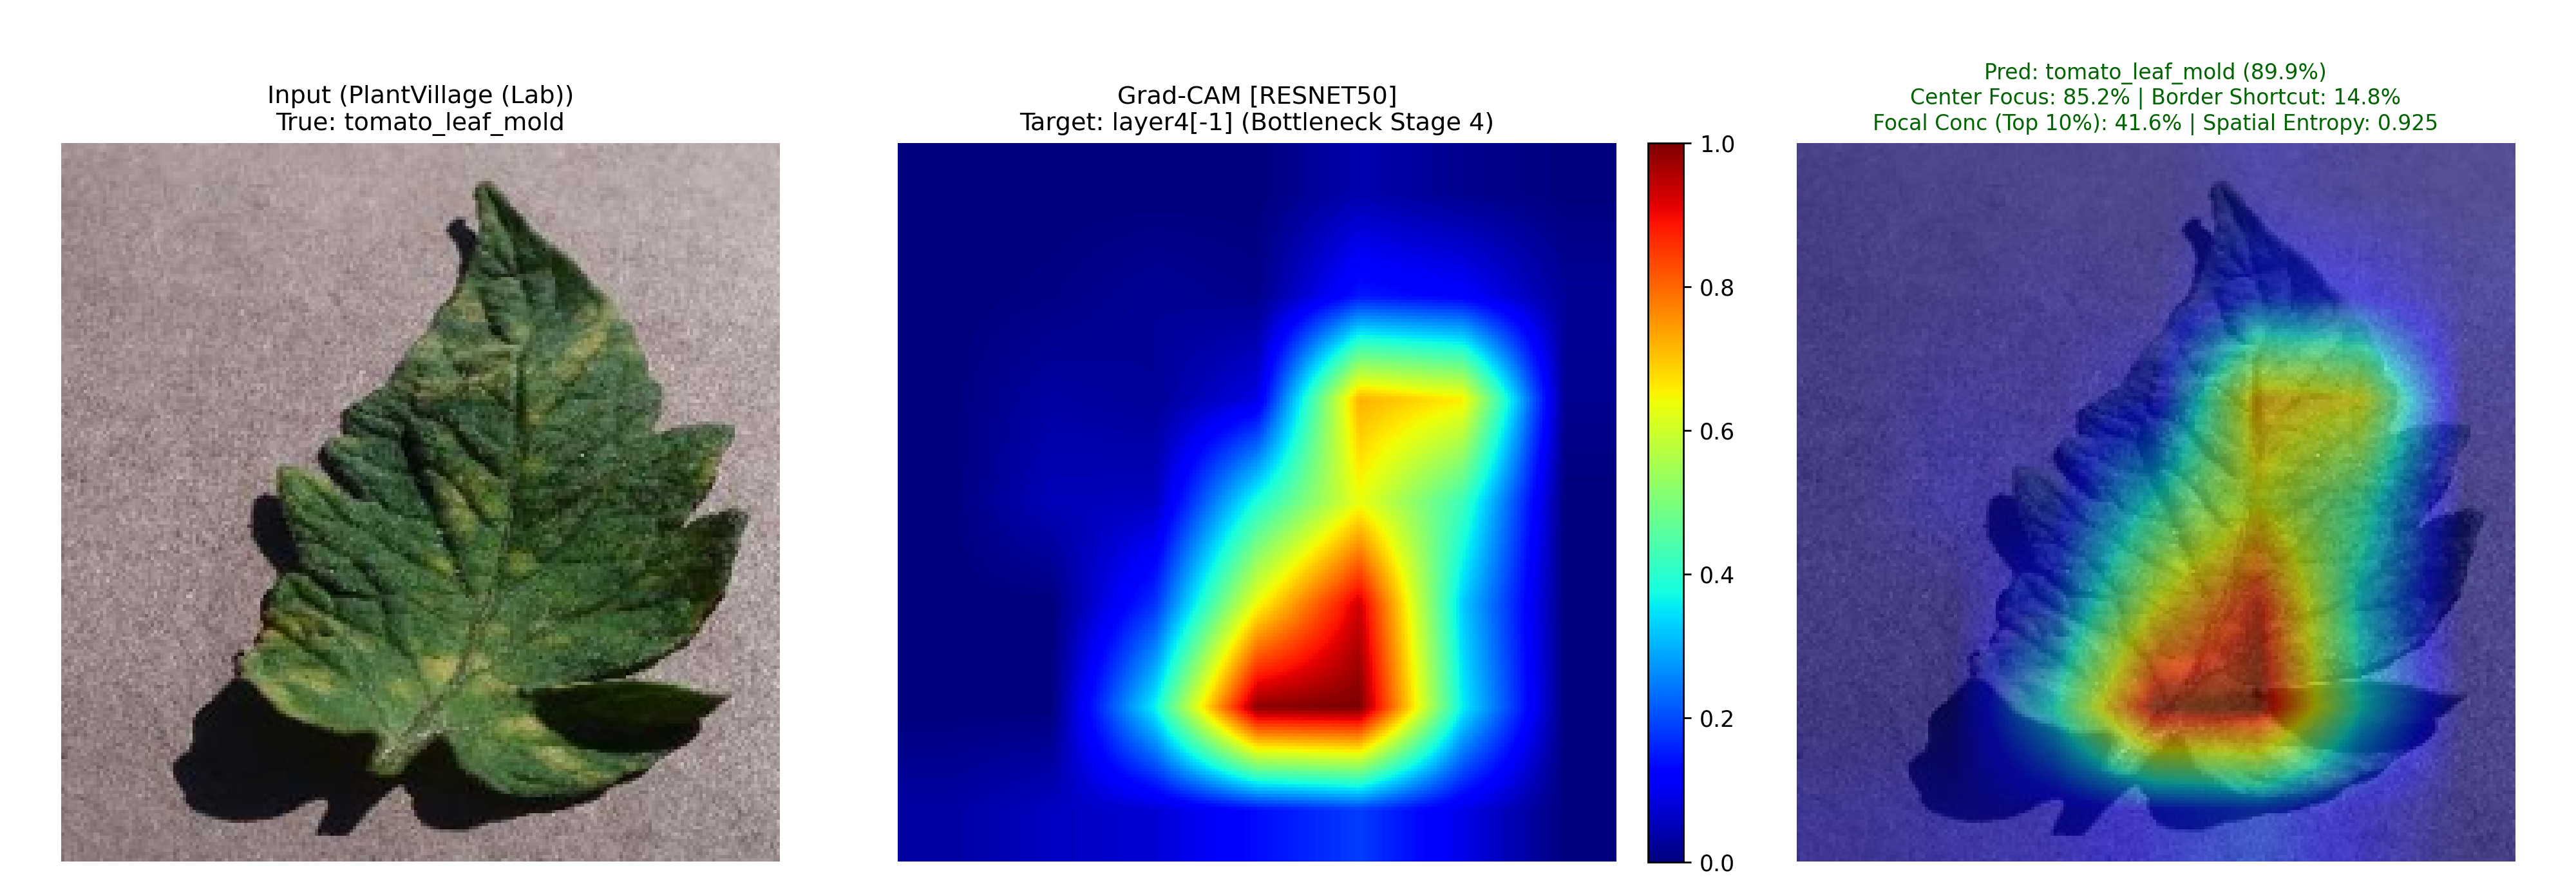 Input (PlantVillage (Lab))
True: tomato_leaf_mold
Grad-CAM [RESNET50]
Target: layer4[-1] (Bottleneck Stage 4)
1.0
0.8
0.6
0.4
0.2
0.0
Pred: tomato_leaf_mold (89.9%)
Center Focus: 85.2% | Border Shortcut: 14.8%
Focal Conc (Top 10%): 41.6% | Spatial Entropy: 0.925